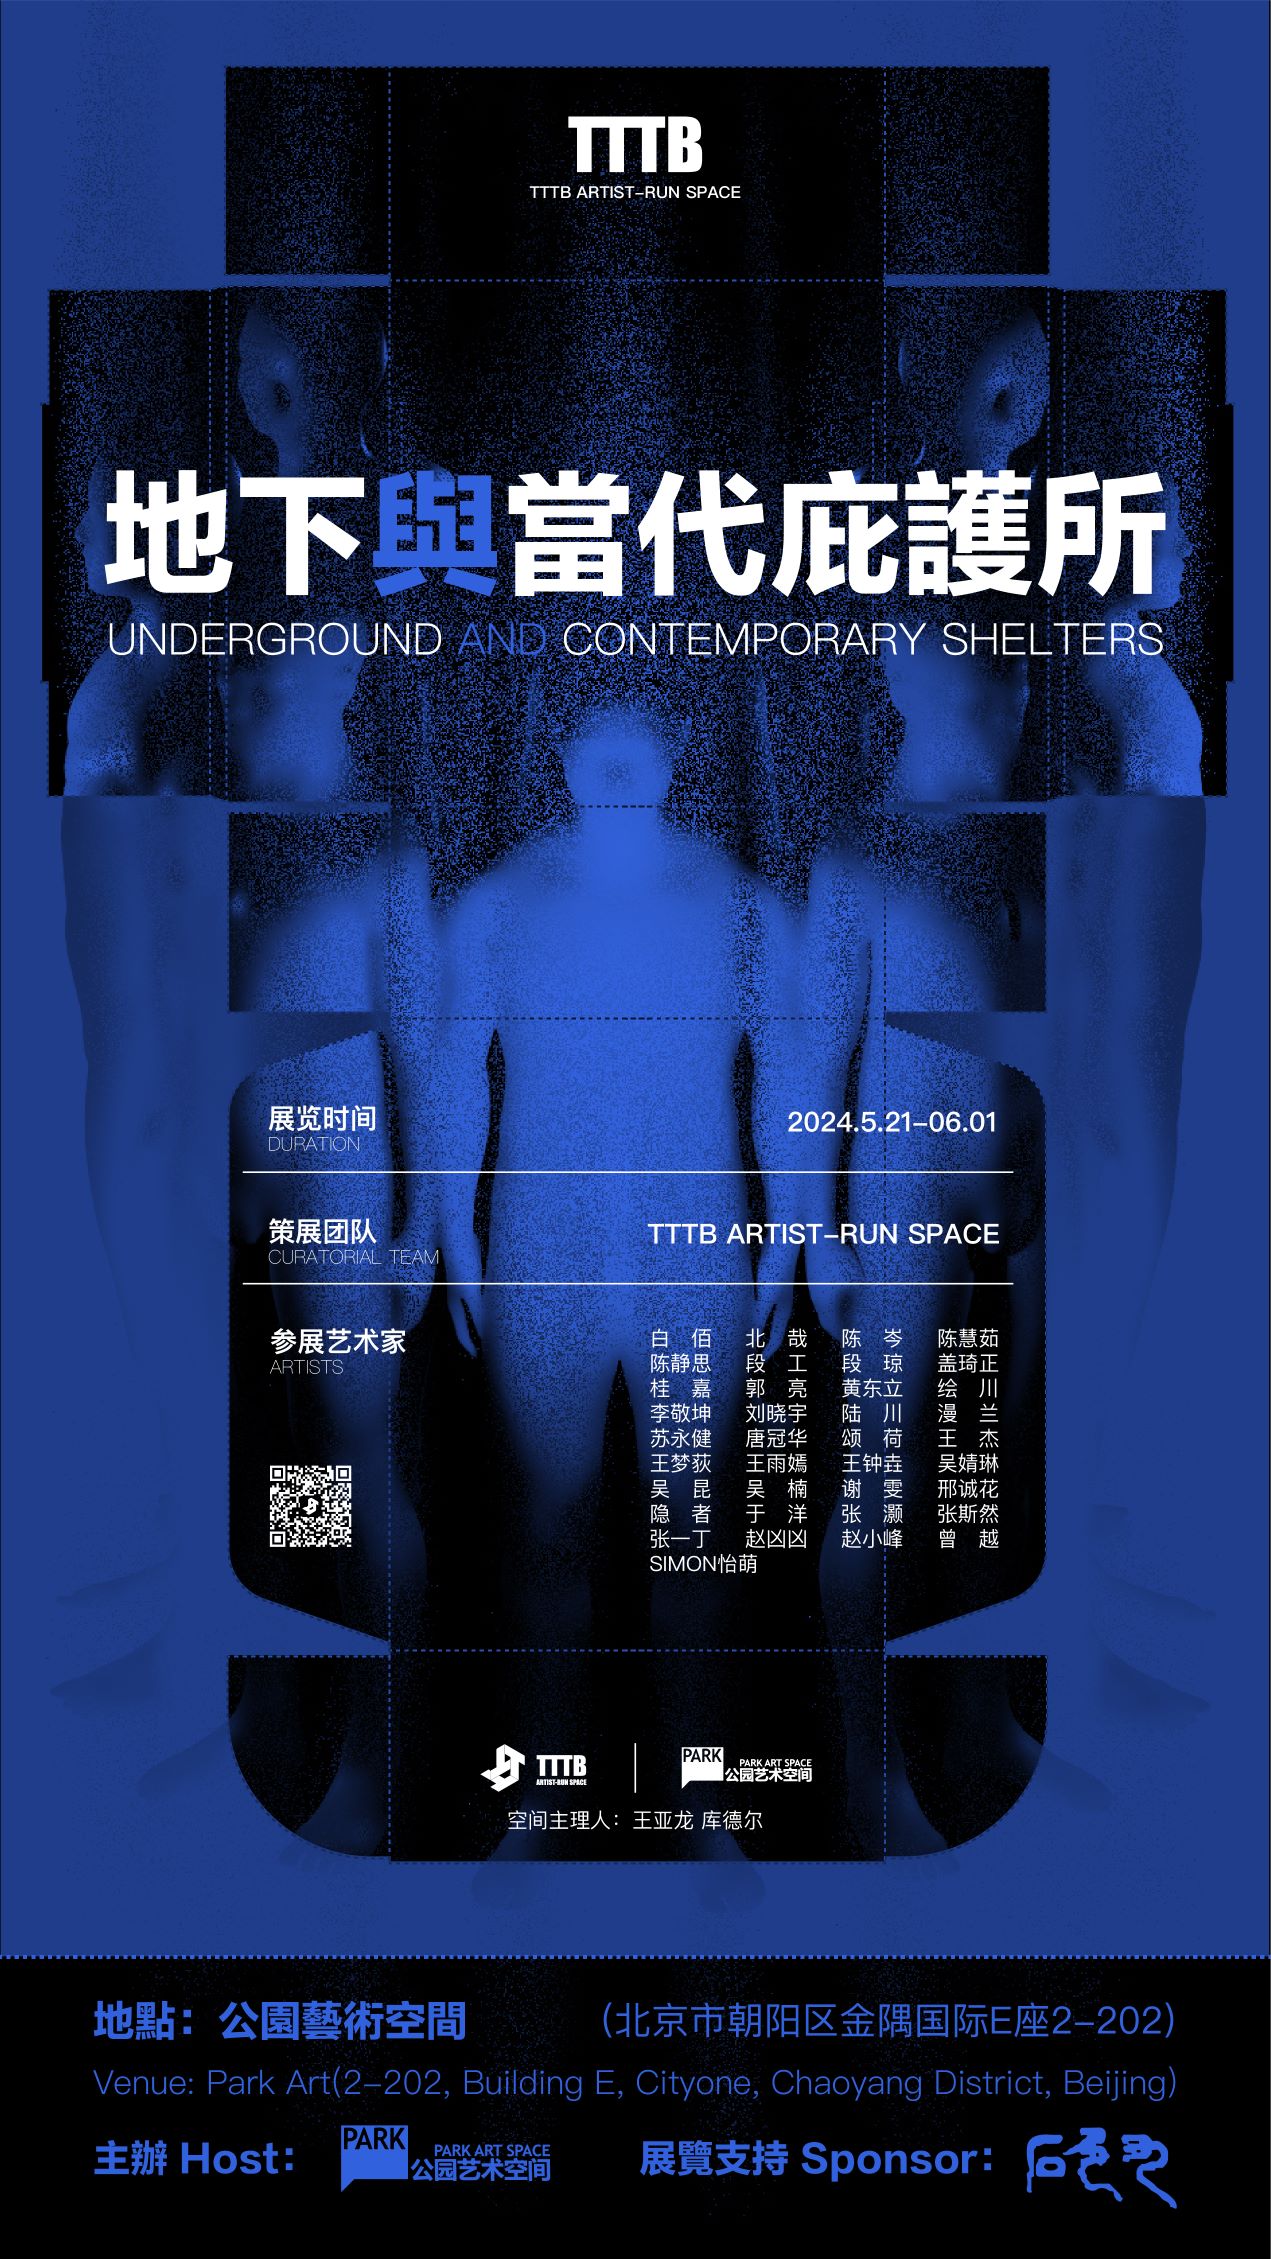 TTTB
TTTB ARTIST-RUN SPACE
地下與當代庇護所
UNDERGROUND AND CONTEMPORARY SHELTERS
展览时间
DURATION
2024.5.21-06.01
策展团队
CURATORIAL TEAM
TTTB ARTIST-RUN SPACE
参展艺术家
ARTISTS
白 佰 北 哉 陈 岑 陈慧茹
陈静思 段 工 段 琼 盖琦正
桂 嘉 郭 亮 黄东立 绘 川
李敬坤 刘晓宇 陆 川 漫 兰
苏永健 唐冠华 颂 荷 王 杰
王梦荻 王雨嫣 王钟垚 吴婧琳
吴 昆 吴 楠 谢 雯 邢诚花
隐 者 于 洋 张 灏 张斯然
张一丁 赵凶凶 赵小峰 曾 越
SIMON怡萌
TTTB
ARTIST-RUN SPACE
PARK
PARK ART SPACE
公园艺术空间
空间主理人：王亚龙 库德尔
地點：公園藝術空間 (北京市朝阳区金隅国际E座2-202)
Venue: Park Art(2-202, Building E, Cityone, Chaoyang District, Beijing)
主辦 Host：
PARK
PARK ART SPACE
公园艺术空间
展覽支持 Sponsor：